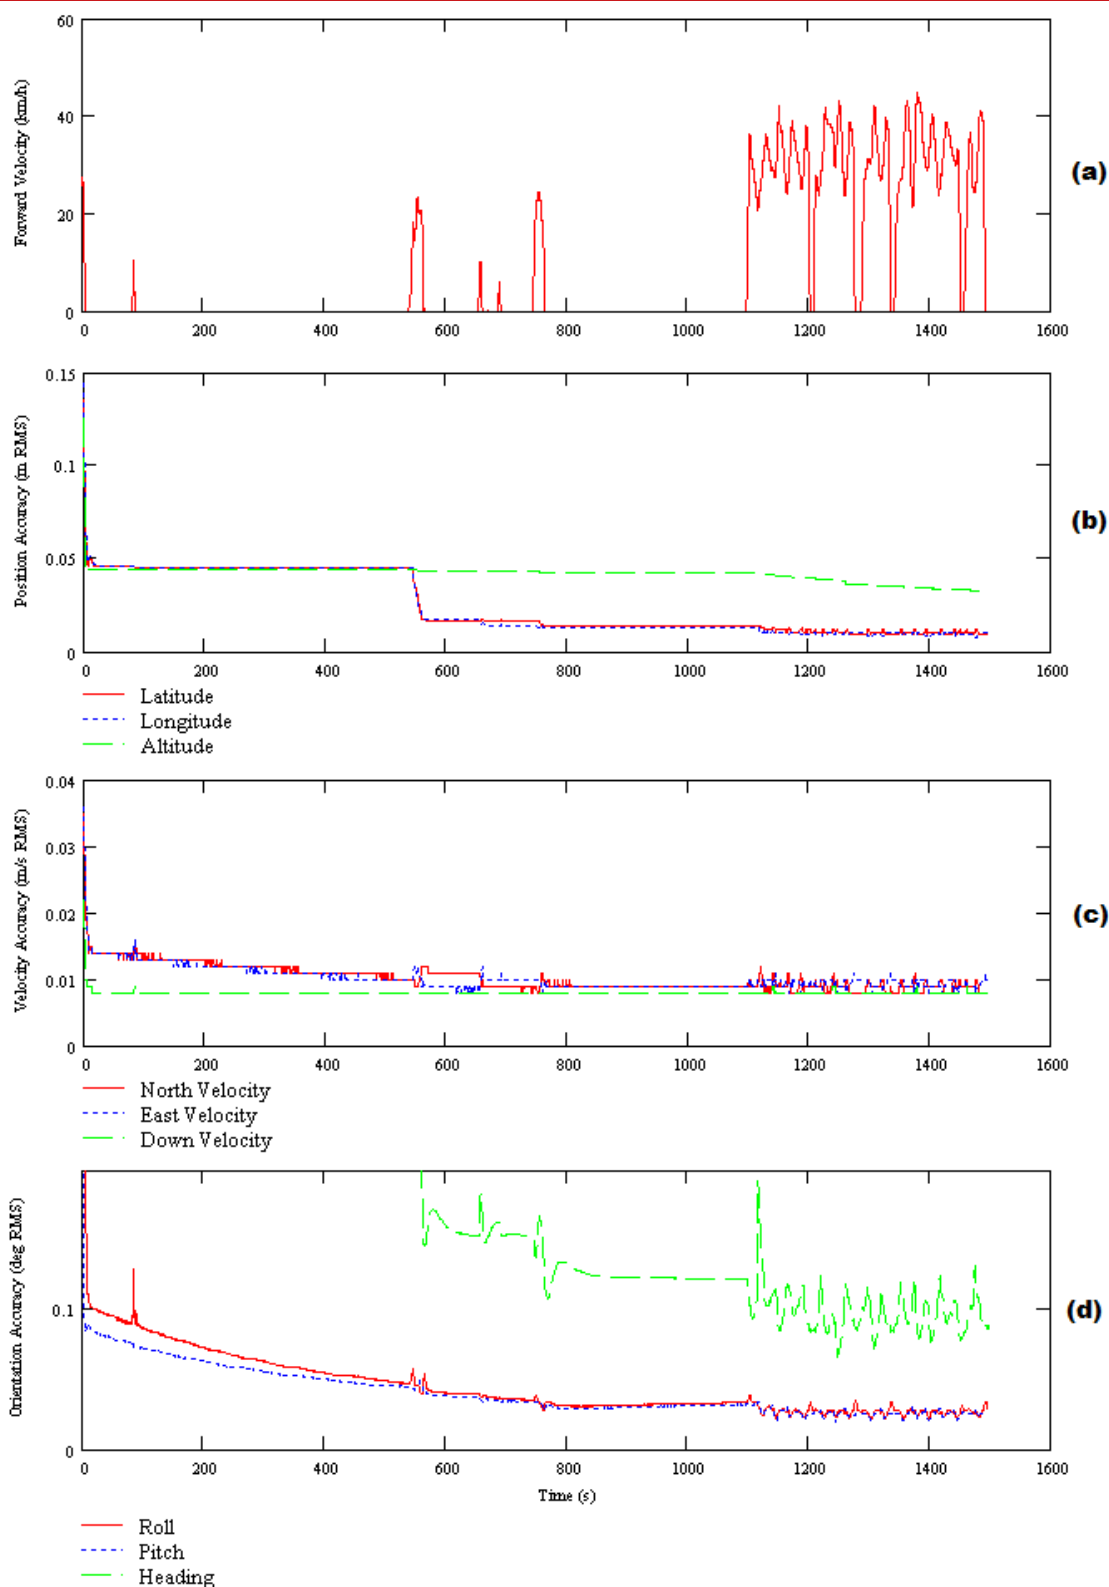 60
40
20
0
Forward Velocity (km/h)
0 200 400 600 800 1000 1200 1400 1600
(a)
0.15
0.1
0.05
0
Position Accuracy (m RMS)
0 200 400 600 800 1000 1200 1400 1600
(b)
Latitude
Longitude
Altitude
0.04
0.03
0.02
0.01
0
Velocity Accuracy (m/s RMS)
0 200 400 600 800 1000 1200 1400 1600
(c)
North Velocity
East Velocity
Down Velocity
0.1
0
Orientation Accuracy (deg RMS)
0 200 400 600 800 1000 1200 1400 1600
Time (s)
(d)
Roll
Pitch
Heading